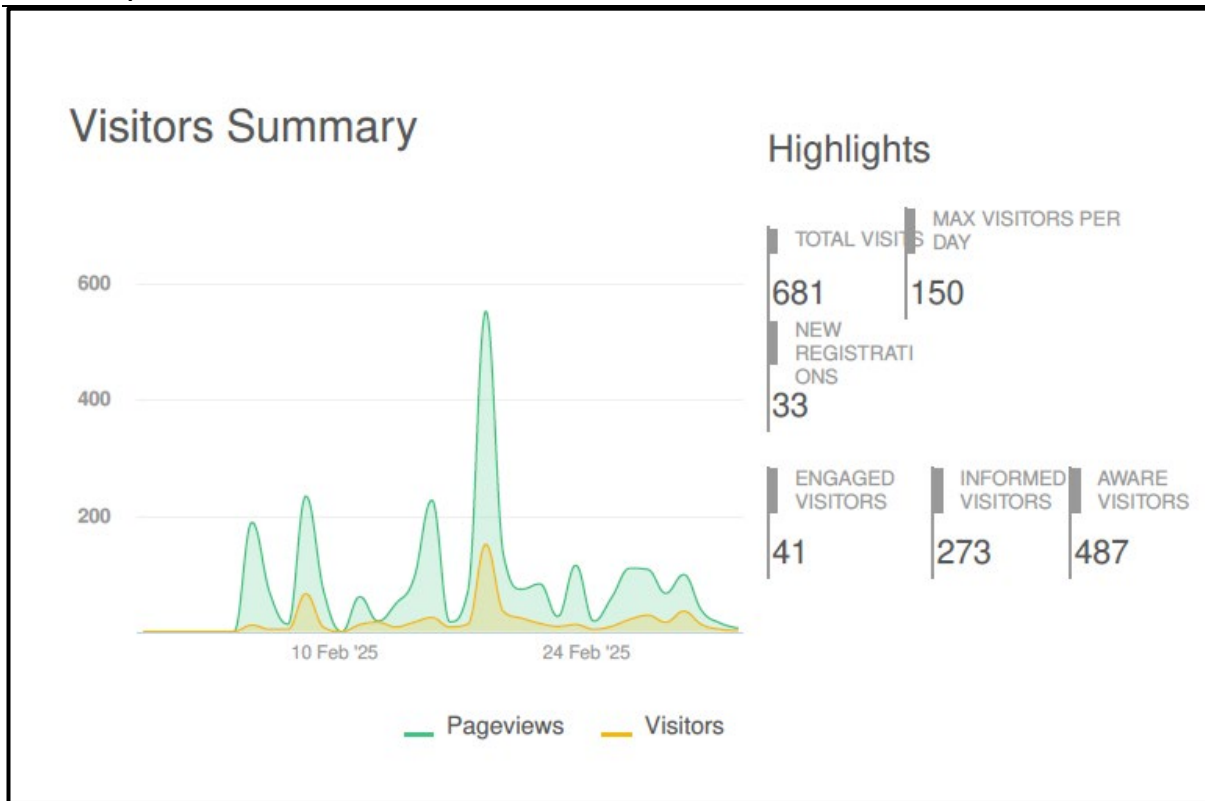 Visitors Summary
600
400
200
10 Feb '25
24 Feb '25
Pageviews
Visitors
Highlights
TOTAL VISITS
681
MAX VISITORS PER
DAY
150
NEW
REGISTRATI
ONS
33
ENGAGED
VISITORS
41
INFORMED
VISITORS
273
AWARE
VISITORS
487